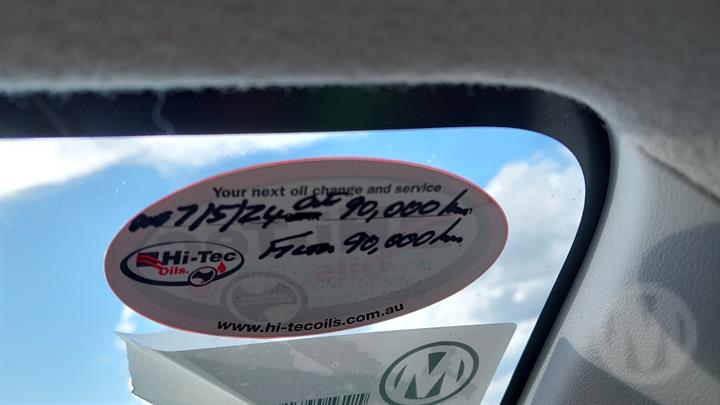 Your next oil change and service
7/5/24 90,000 km
From 90,000 km
Hi-Tec
Oils
www.hi-tecoils.com.au
M